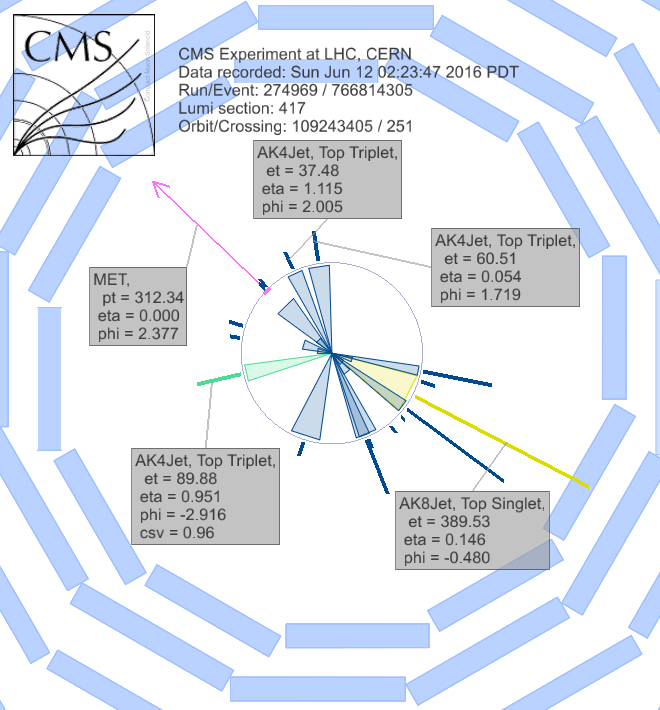 CMS
CMS Experiment at LHC, CERN
Data recorded: Sun Jun 12 02:23:47 2016 PDT
Run/Event: 274969 / 766814305
Lumi section: 417
Orbit/Crossing: 109243405 / 251
AK4Jet, Top Triplet,
et = 37.48
eta = 1.115
phi = 2.005
AK4Jet, Top Triplet,
et = 60.51
eta = 0.054
phi = 1.719
MET,
pt = 312.34
eta = 0.000
phi = 2.377
AK4Jet, Top Triplet,
et = 89.88
eta = 0.951
phi = -2.916
csv = 0.96
AK8Jet, Top Singlet,
et = 389.53
eta = 0.146
phi = -0.480